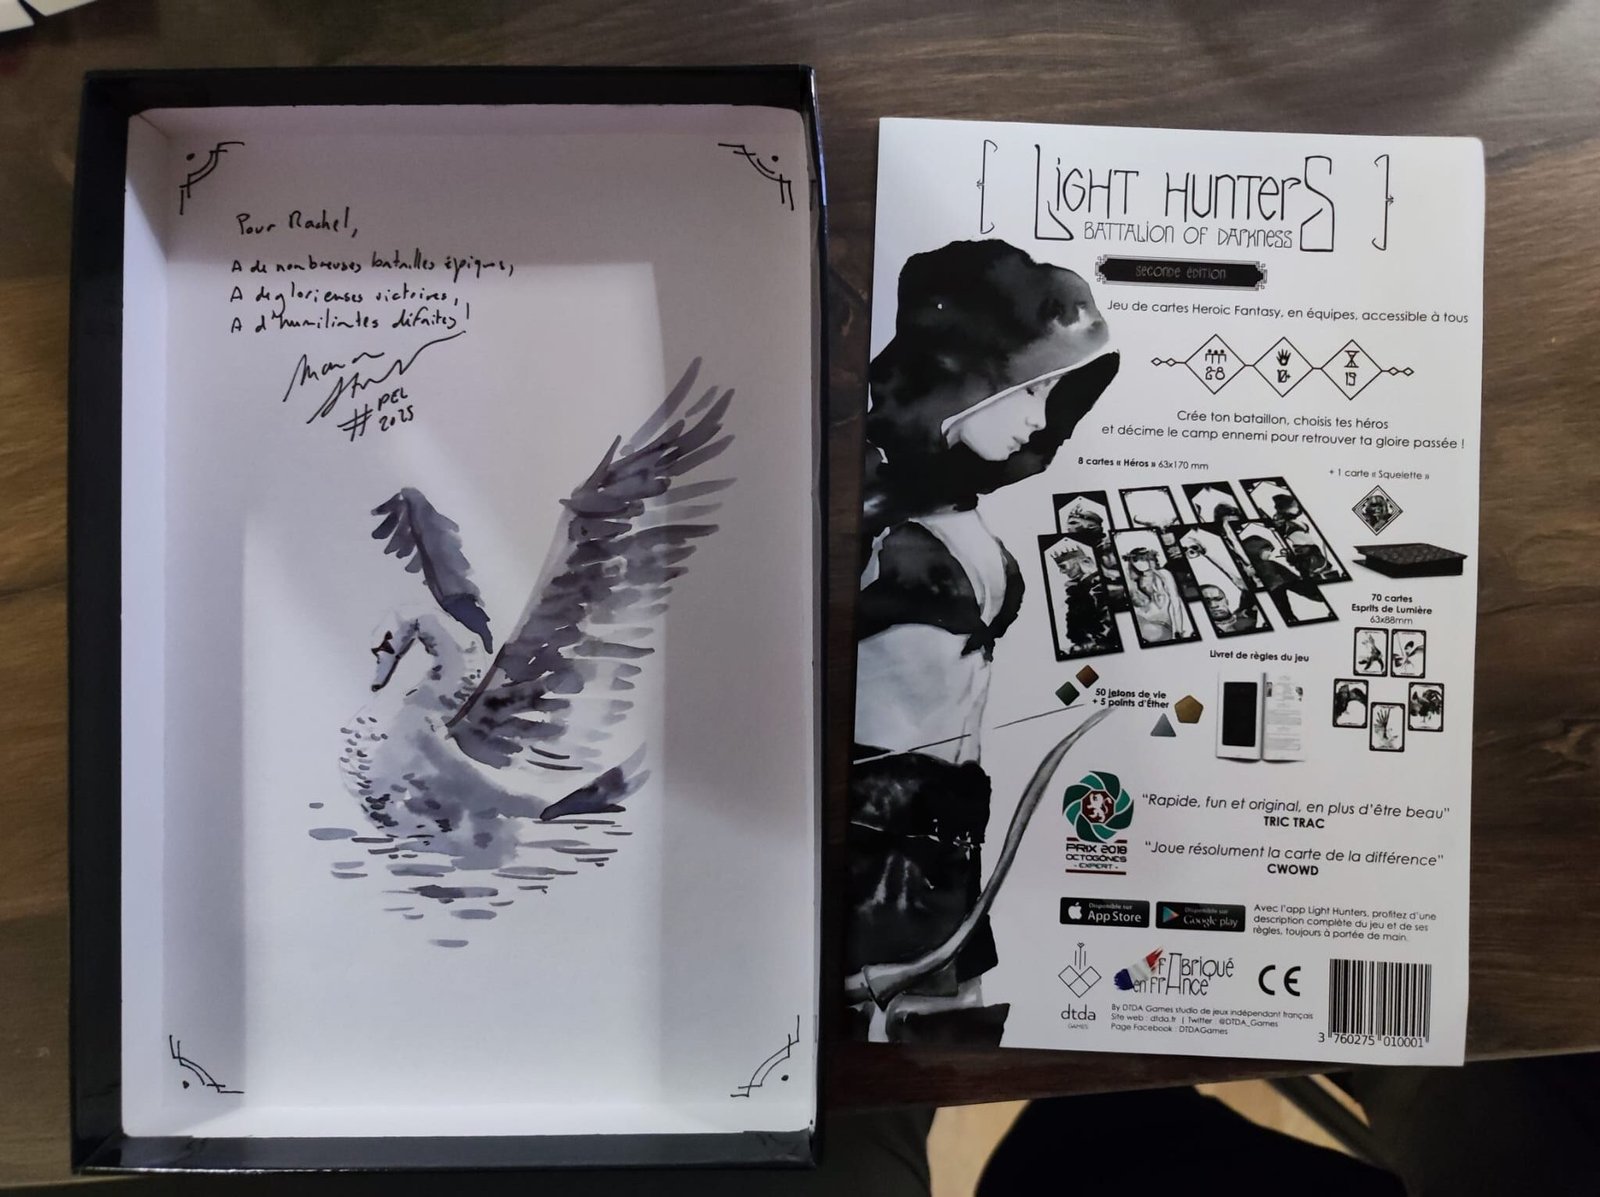 Pour Rachel,
A de nombreuses batailles épiques,
A de glorieuses victoires,
A d'humiliantes défaites!
#PEL
2025
LIGHT HUNTERS
BATTALION OF DARKNESS
SECONDE ÉDITION
Jeu de cartes Heroic Fantasy, en équipes, accessible à tous
2-8
10+
15
Crée ton bataillon, choisis tes héros
et décime le camp ennemi pour retrouver ta gloire passée !
8 cartes « Héros » 63x170 mm
+ 1 carte « Squelette »
70 cartes
Esprits de Lumière
63x88mm
Livret de règles du jeu
50 jetons de vie
+ 5 points d'Éther
"Rapide, fun et original, en plus d'être beau"
TRIC TRAC
PRIX 2018
OCTOGÔNES
- EXPERT -
"Joue résolument la carte de la différence"
CWOWD
Disponible sur
App Store
Disponible sur
Google play
Avec l'app Light Hunters, profitez d'une
description complète du jeu et de ses
règles, toujours à portée de main.
Fabriqué
en France
CE
dtda
GAMES
By DTDA Games studio de jeux indépendant français
Site web : dtda.fr | Twitter : @DTDA_Games
Page Facebook : DTDAGames
3 760275 010001